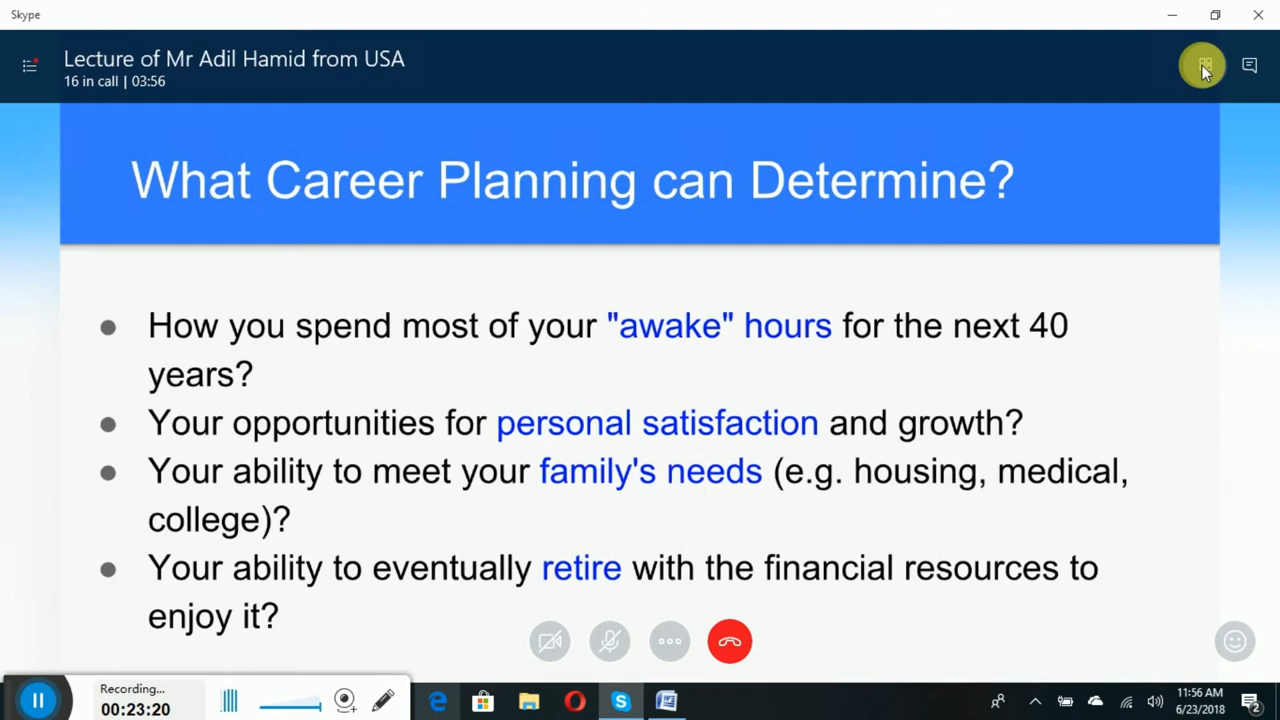 Skype
Lecture of Mr Adil Hamid from USA
16 in call | 03:56
What Career Planning can Determine?
How you spend most of your "awake" hours for the next 40
years?
Your opportunities for personal satisfaction and growth?
Your ability to meet your family's needs (e.g. housing, medical,
college)?
Your ability to eventually retire with the financial resources to
enjoy it?
Recording...
00:23:20
11:56 AM
6/23/2018
2